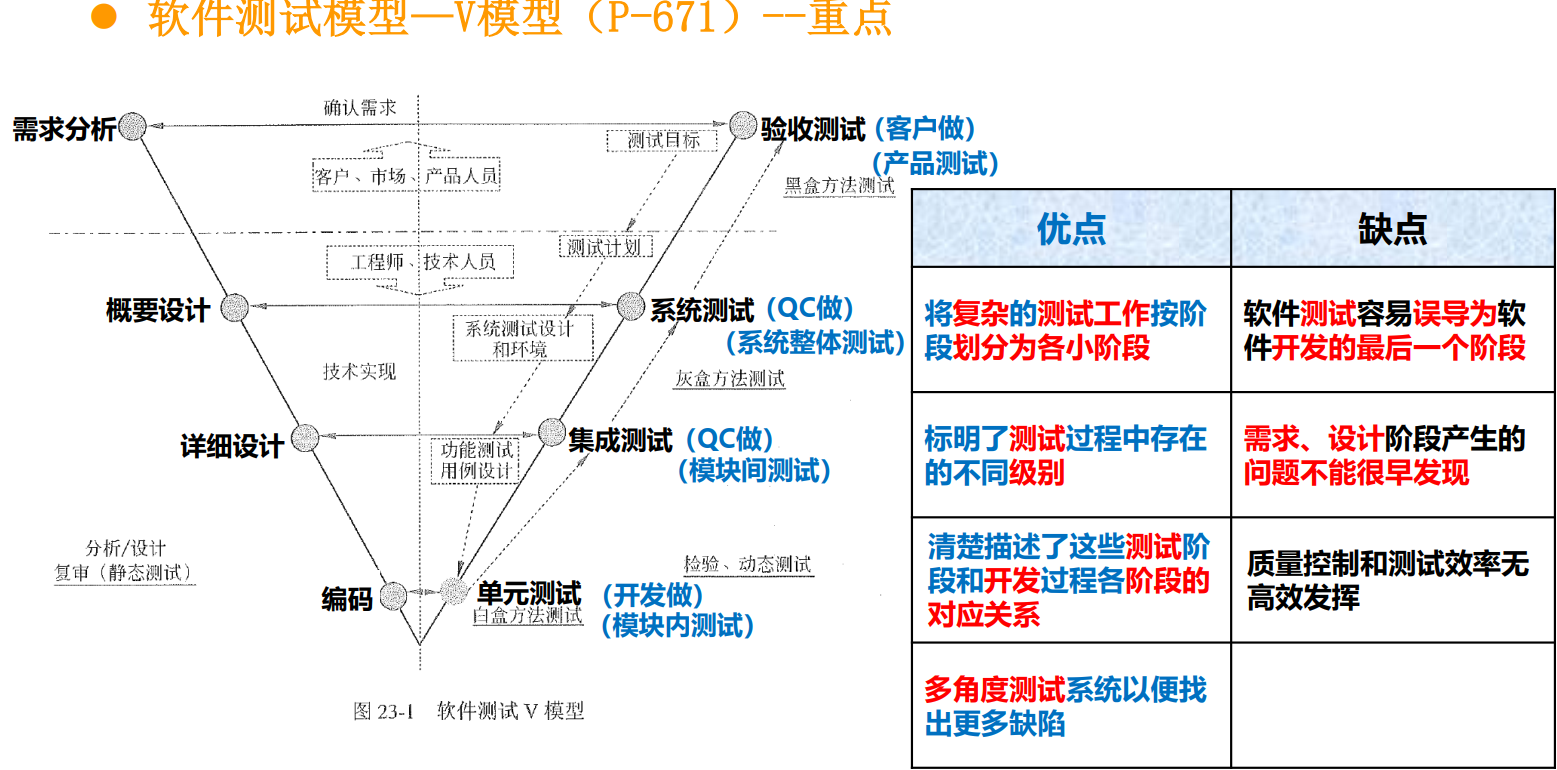 ● 软件测试模型—V模型（P-671）--重点
确认需求
需求分析
验收测试（客户做）
（产品测试）
测试目标
客户、市场、产品人员
黑盒方法测试
测试计划
工程师、技术人员
概要设计
系统测试（QC做）
（系统整体测试）
系统测试设计
和环境
技术实现
灰盒方法测试
详细设计
集成测试（QC做）
（模块间测试）
功能测试
用例设计
分析/设计
复审（静态测试）
检验、动态测试
编码
单元测试（开发做）
白盒方法测试
（模块内测试）
图 23-1 软件测试 V 模型
优点
缺点
将复杂的测试工作按阶
段划分为各小阶段
软件测试容易误导为软
件开发的最后一个阶段
标明了测试过程中存在
的不同级别
需求、设计阶段产生的
问题不能很早发现
清楚描述了这些测试阶
段和开发过程各阶段的
对应关系
质量控制和测试效率无
高效发挥
多角度测试系统以便找
出更多缺陷